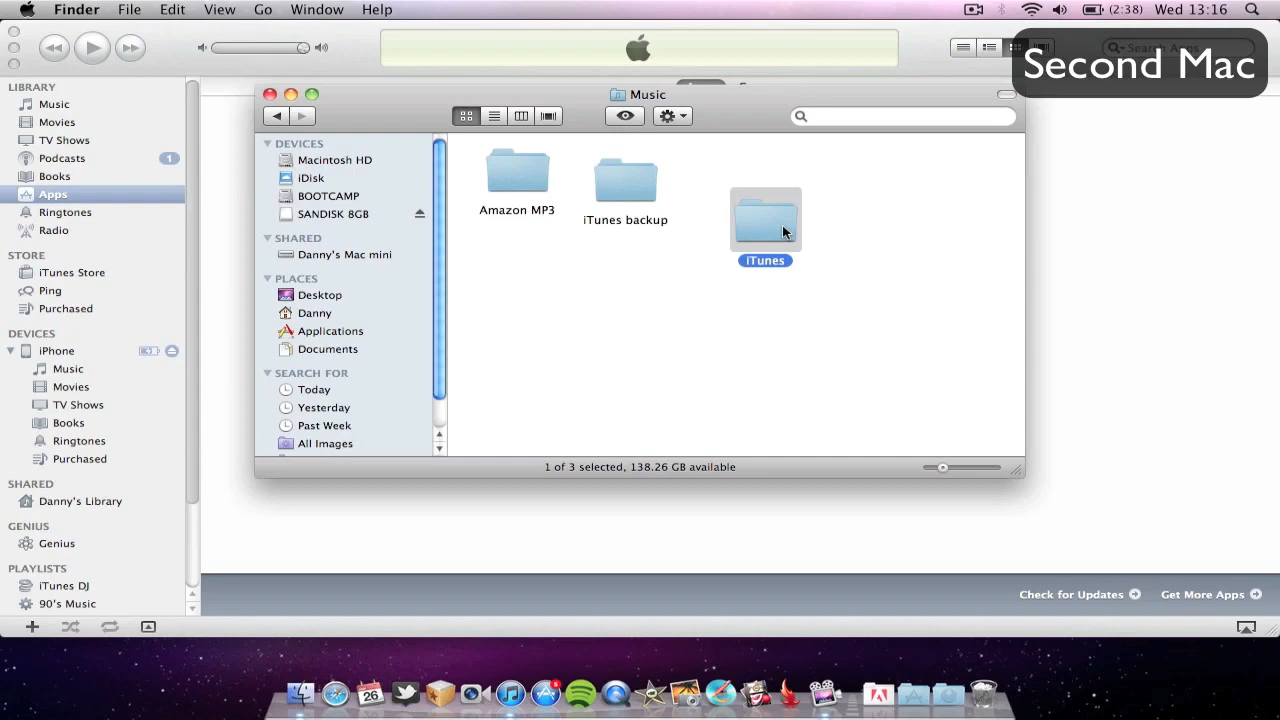 Finder File Edit View Go Window Help (2:38) Wed 13:16
Second Mac
Search Apps
LIBRARY
Music
Movies
TV Shows
Podcasts 1
Books
Apps
Ringtones
Radio
STORE
iTunes Store
Ping
Purchased
DEVICES
iPhone
Music
Movies
TV Shows
Books
Ringtones
Purchased
SHARED
Danny's Library
GENIUS
Genius
PLAYLISTS
iTunes DJ
90's Music
Music
DEVICES
Macintosh HD
iDisk
BOOTCAMP
SANDISK 8GB
SHARED
Danny's Mac mini
PLACES
Desktop
Danny
Applications
Documents
SEARCH FOR
Today
Yesterday
Past Week
All Images
Amazon MP3
iTunes backup
iTunes
1 of 3 selected, 138.26 GB available
Check for Updates Get More Apps
26